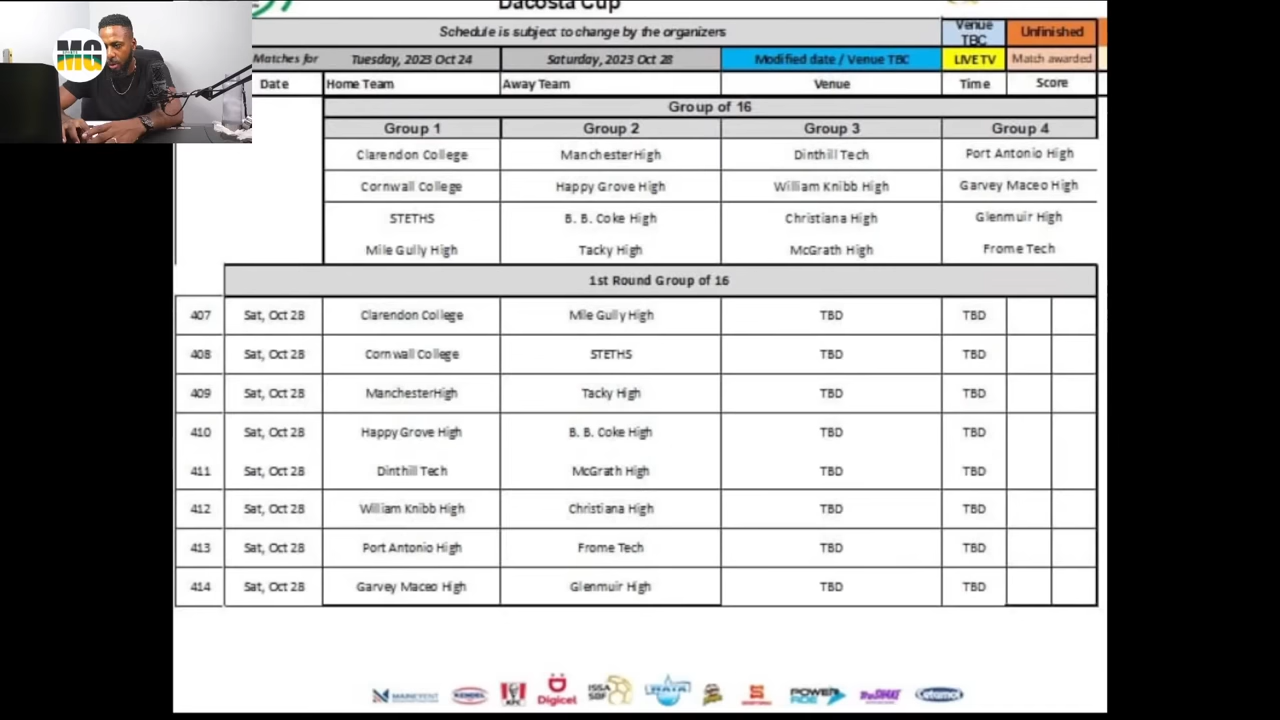 Dacosta Cup
Schedule is subject to change by the organizers
Venue TBC
Unfinished
Matches for Tuesday, 2023 Oct 24 Saturday, 2023 Oct 28 Modified date / Venue TBC LIVE TV Match awarded
Date Home Team Away Team Venue Time Score
Group of 16
Group 1 Group 2 Group 3 Group 4
Clarendon College ManchesterHigh Dinthill Tech Port Antonio High
Cornwall College Happy Grove High William Knibb High Garvey Maceo High
STETHS B. B. Coke High Christiana High Glenmuir High
Mile Gully High Tacky High McGrath High Frome Tech
1st Round Group of 16
407 Sat, Oct 28 Clarendon College Mile Gully High TBD TBD
408 Sat, Oct 28 Cornwall College STETHS TBD TBD
409 Sat, Oct 28 ManchesterHigh Tacky High TBD TBD
410 Sat, Oct 28 Happy Grove High B. B. Coke High TBD TBD
411 Sat, Oct 28 Dinthill Tech McGrath High TBD TBD
412 Sat, Oct 28 William Knibb High Christiana High TBD TBD
413 Sat, Oct 28 Port Antonio High Frome Tech TBD TBD
414 Sat, Oct 28 Garvey Maceo High Glenmuir High TBD TBD
MG
KFC Digicel ISSA SBF WATA